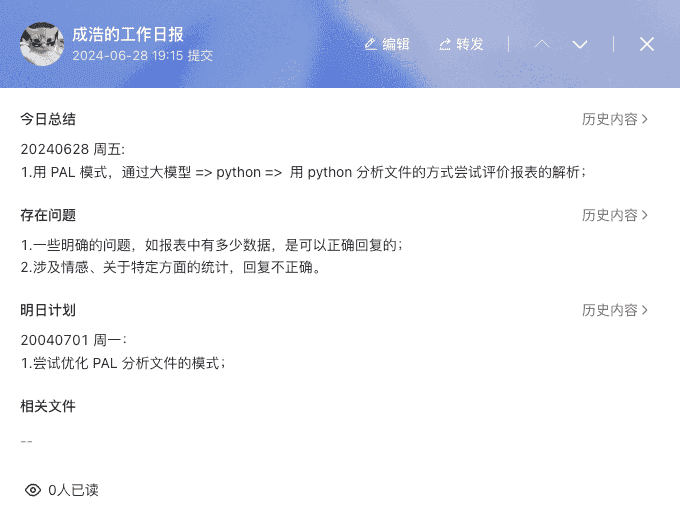 成浩的工作日报
2024-06-28 19:15 提交
编辑
转发
今日总结
历史内容
20240628 周五:
1.用 PAL 模式，通过大模型 => python => 用 python 分析文件的方式尝试评价报表的解析；
存在问题
历史内容
1.一些明确的问题，如报表中有多少数据，是可以正确回复的；
2.涉及情感、关于特定方面的统计，回复不正确。
明日计划
历史内容
20040701 周一：
1.尝试优化 PAL 分析文件的模式；
相关文件
--
0人已读